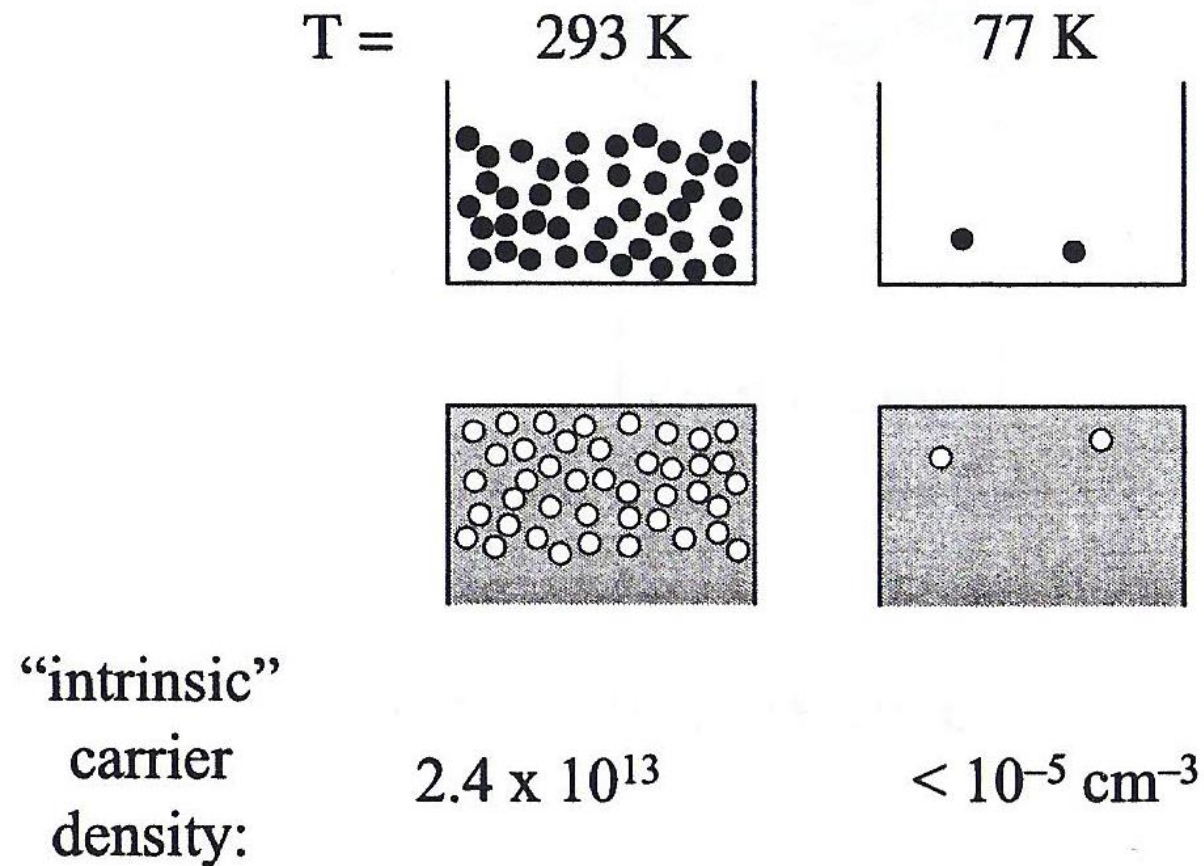 T = 293 K 77 K
“intrinsic”
carrier
density:
2.4 x 10¹³ < 10⁻⁵ cm⁻³